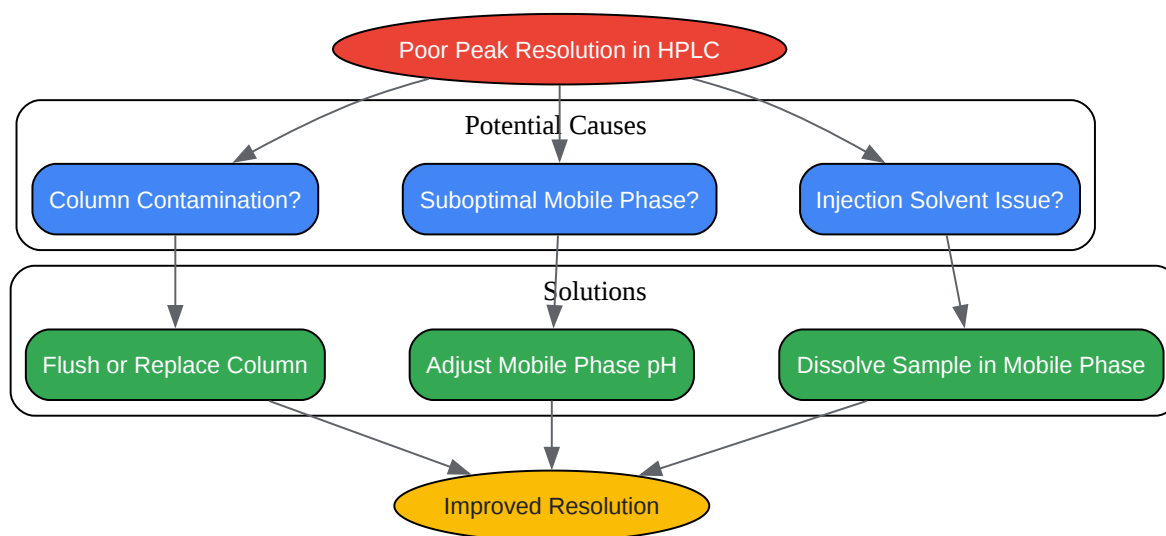 Poor Peak Resolution in HPLC
Potential Causes
Column Contamination?
Suboptimal Mobile Phase?
Injection Solvent Issue?
Solutions
Flush or Replace Column
Adjust Mobile Phase pH
Dissolve Sample in Mobile Phase
Improved Resolution